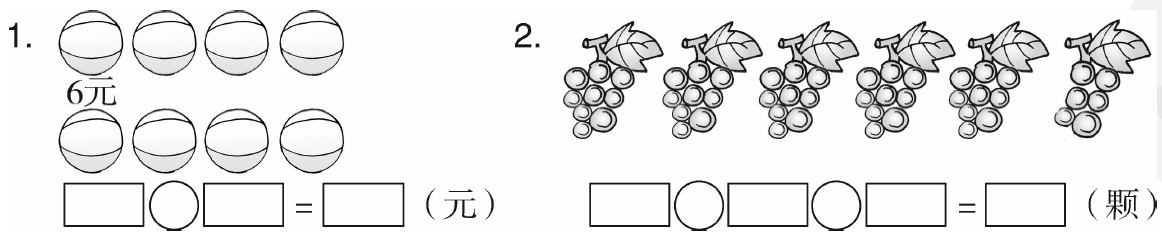 1.
6元
= (元)
2.
= (颗)